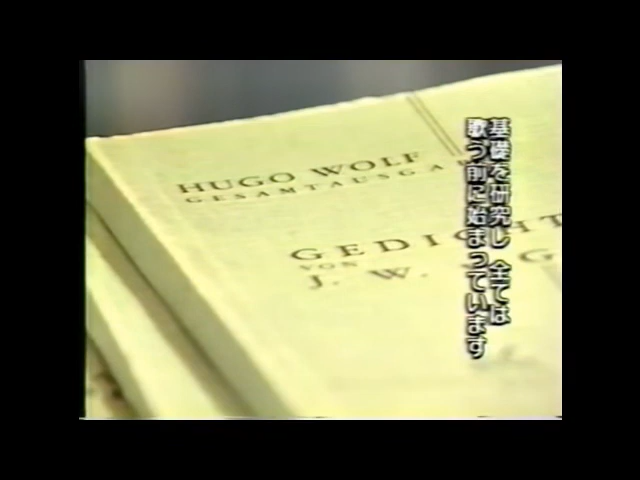 HUGO WOLF
GESAMTAUSGA
GEDICHT
VON
J. W. G
基礎を研究し 全ては
歌う前に始まっています